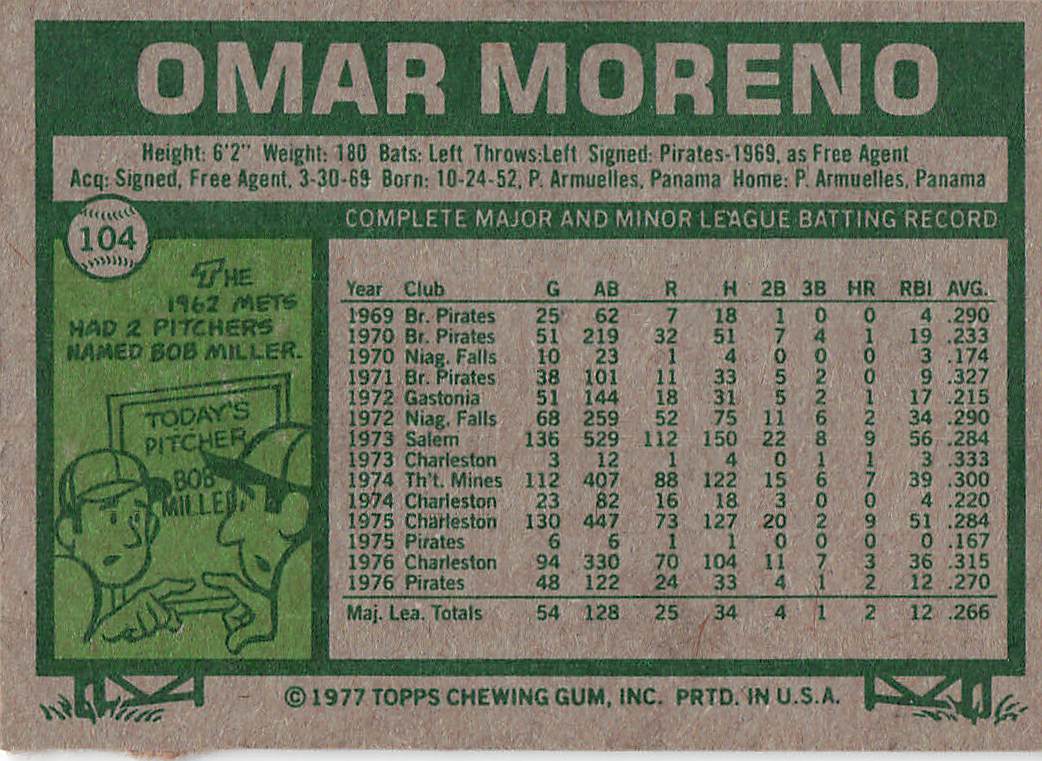 OMAR MORENO
Height: 6'2" Weight: 180 Bats: Left Throws:Left Signed: Pirates-1969, as Free Agent
Acq: Signed, Free Agent, 3-30-69 Born: 10-24-52, P. Armuelles, Panama Home: P. Armuelles, Panama
104
COMPLETE MAJOR AND MINOR LEAGUE BATTING RECORD
THE
1962 METS
HAD 2 PITCHERS
NAMED BOB MILLER.
TODAY'S
PITCHER
BOB
MILLER
Year Club G AB R H 2B 3B HR RBI AVG.
1969 Br. Pirates 25 62 7 18 1 0 0 4 .290
1970 Br. Pirates 51 219 32 51 7 4 1 19 .233
1970 Niag. Falls 10 23 1 4 0 0 0 3 .174
1971 Br. Pirates 38 101 11 33 5 2 0 9 .327
1972 Gastonia 51 144 18 31 5 2 1 17 .215
1972 Niag. Falls 68 259 52 75 11 6 2 34 .290
1973 Salem 136 529 112 150 22 8 9 56 .284
1973 Charleston 3 12 1 4 0 1 1 3 .333
1974 Th't. Mines 112 407 88 122 15 6 7 39 .300
1974 Charleston 23 82 16 18 3 0 0 4 .220
1975 Charleston 130 447 73 127 20 2 9 51 .284
1975 Pirates 6 6 1 1 0 0 0 0 .167
1976 Charleston 94 330 70 104 11 7 3 36 .315
1976 Pirates 48 122 24 33 4 1 2 12 .270
Maj. Lea. Totals 54 128 25 34 4 1 2 12 .266
© 1977 TOPPS CHEWING GUM, INC. PRTD. IN U.S.A.